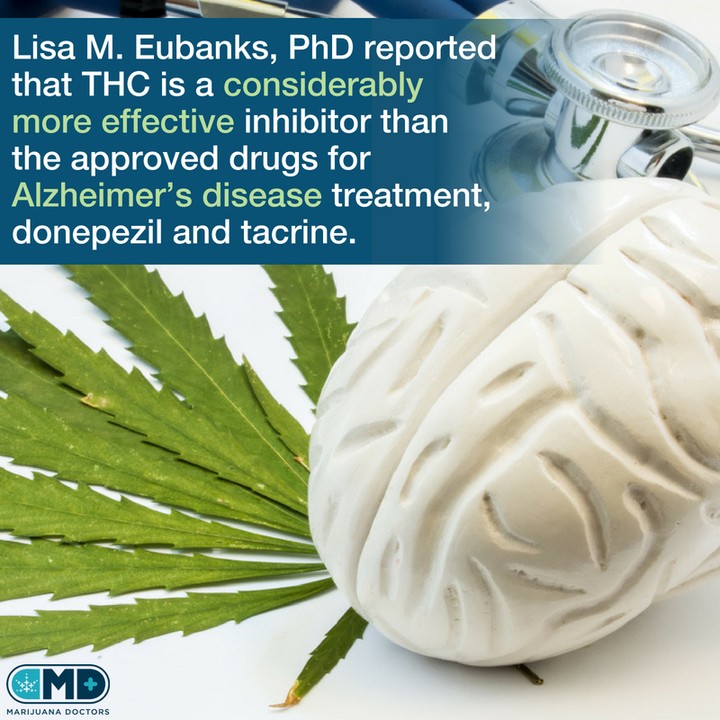 Lisa M. Eubanks, PhD reported
that THC is a considerably
more effective inhibitor than
the approved drugs for
Alzheimer’s disease treatment,
donepezil and tacrine.
MD
MARIJUANA DOCTORS